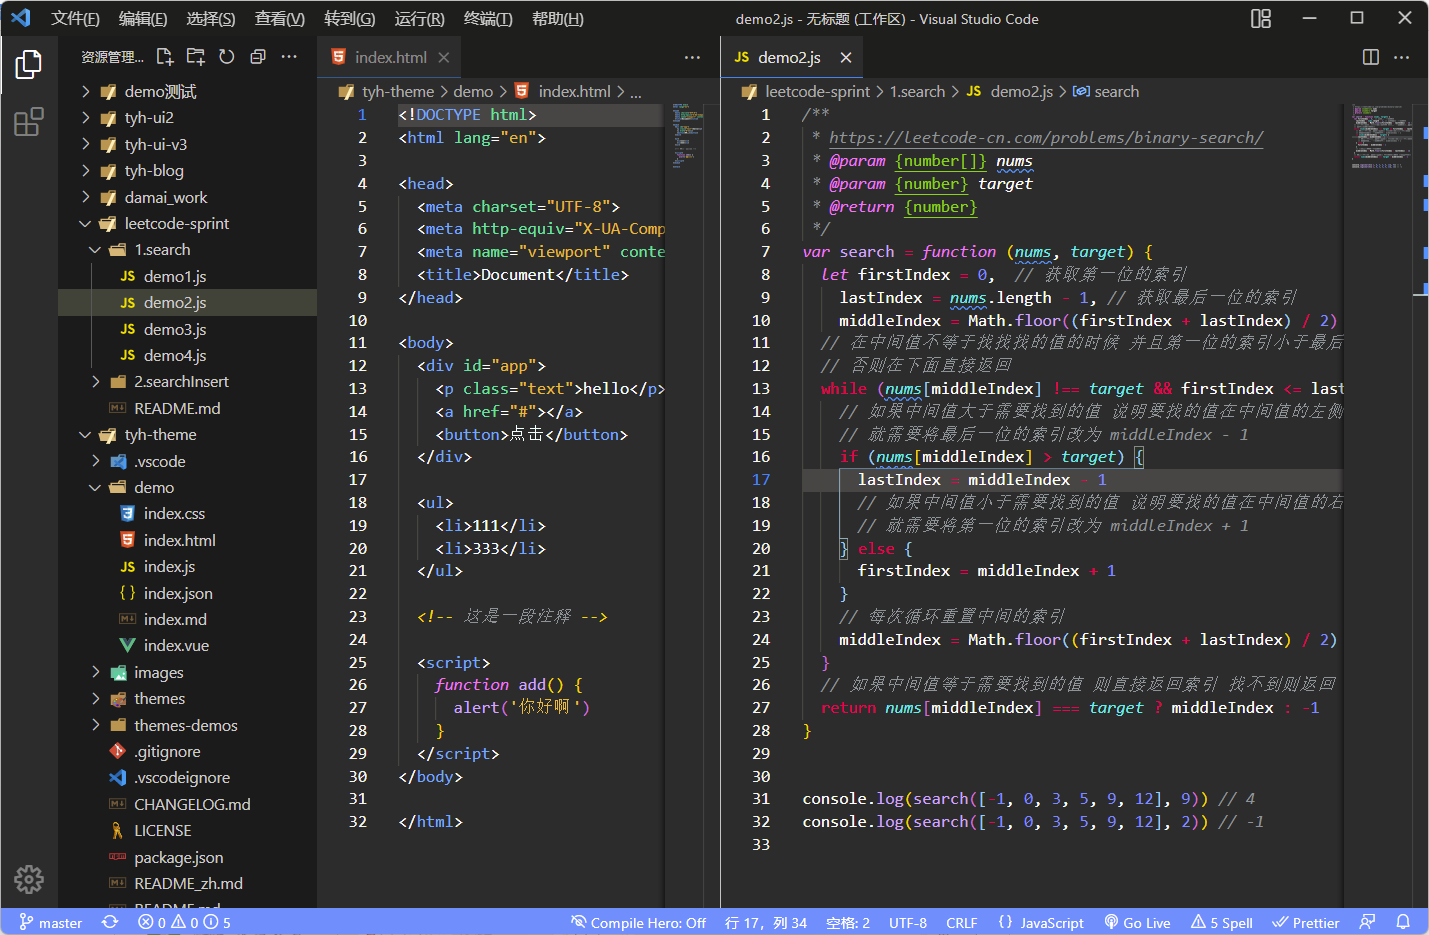 文件(F) 编辑(E) 选择(S) 查看(V) 转到(G) 运行(R) 终端(T) 帮助(H) demo2.js - 无标题 (工作区) - Visual Studio Code
资源管理...
demo测试
tyh-ui2
tyh-ui-v3
tyh-blog
damai_work
leetcode-sprint
1.search
JS demo1.js
JS demo2.js
JS demo3.js
JS demo4.js
2.searchInsert
README.md
tyh-theme
.vscode
demo
index.css
index.html
JS index.js
{} index.json
index.md
index.vue
images
themes
themes-demos
.gitignore
.vscodeignore
CHANGELOG.md
LICENSE
package.json
README_zh.md
README.md
index.html
tyh-theme > demo > index.html > ...
1 <!DOCTYPE html>
2 <html lang="en">
3
4 <head>
5 <meta charset="UTF-8">
6 <meta http-equiv="X-UA-Comp
7 <meta name="viewport" conte
8 <title>Document</title>
9 </head>
10
11 <body>
12 <div id="app">
13 <p class="text">hello</p>
14 <a href="#"></a>
15 <button>点击</button>
16 </div>
17
18 <ul>
19 <li>111</li>
20 <li>333</li>
21 </ul>
22
23 <!-- 这是一段注释 -->
24
25 <script>
26 function add() {
27 alert('你好啊')
28 }
29 </script>
30 </body>
31
32 </html>
JS demo2.js
leetcode-sprint > 1.search > JS demo2.js > search
1 /**
2 * https://leetcode-cn.com/problems/binary-search/
3 * @param {number[]} nums
4 * @param {number} target
5 * @return {number}
6 */
7 var search = function (nums, target) {
8 let firstIndex = 0, // 获取第一位的索引
9 lastIndex = nums.length - 1, // 获取最后一位的索引
10 middleIndex = Math.floor((firstIndex + lastIndex) / 2)
11 // 在中间值不等于找找找的值的时候 并且第一位的索引小于最后
12 // 否则在下面直接返回
13 while (nums[middleIndex] !== target && firstIndex <= last
14 // 如果中间值大于需要找到的值 说明要找的值在中间值的左侧
15 // 就需要将最后一位的索引改为 middleIndex - 1
16 if (nums[middleIndex] > target) {
17 lastIndex = middleIndex - 1
18 // 如果中间值小于需要找到的值 说明要找的值在中间值的右
19 // 就需要将第一位的索引改为 middleIndex + 1
20 } else {
21 firstIndex = middleIndex + 1
22 }
23 // 每次循环重置中间的索引
24 middleIndex = Math.floor((firstIndex + lastIndex) / 2)
25 }
26 // 如果中间值等于需要找到的值 则直接返回索引 找不到则返回
27 return nums[middleIndex] === target ? middleIndex : -1
28 }
29
30
31 console.log(search([-1, 0, 3, 5, 9, 12], 9)) // 4
32 console.log(search([-1, 0, 3, 5, 9, 12], 2)) // -1
33
master 0 0 5 Compile Hero: Off 行 17，列 34 空格: 2 UTF-8 CRLF {} JavaScript Go Live 5 Spell Prettier